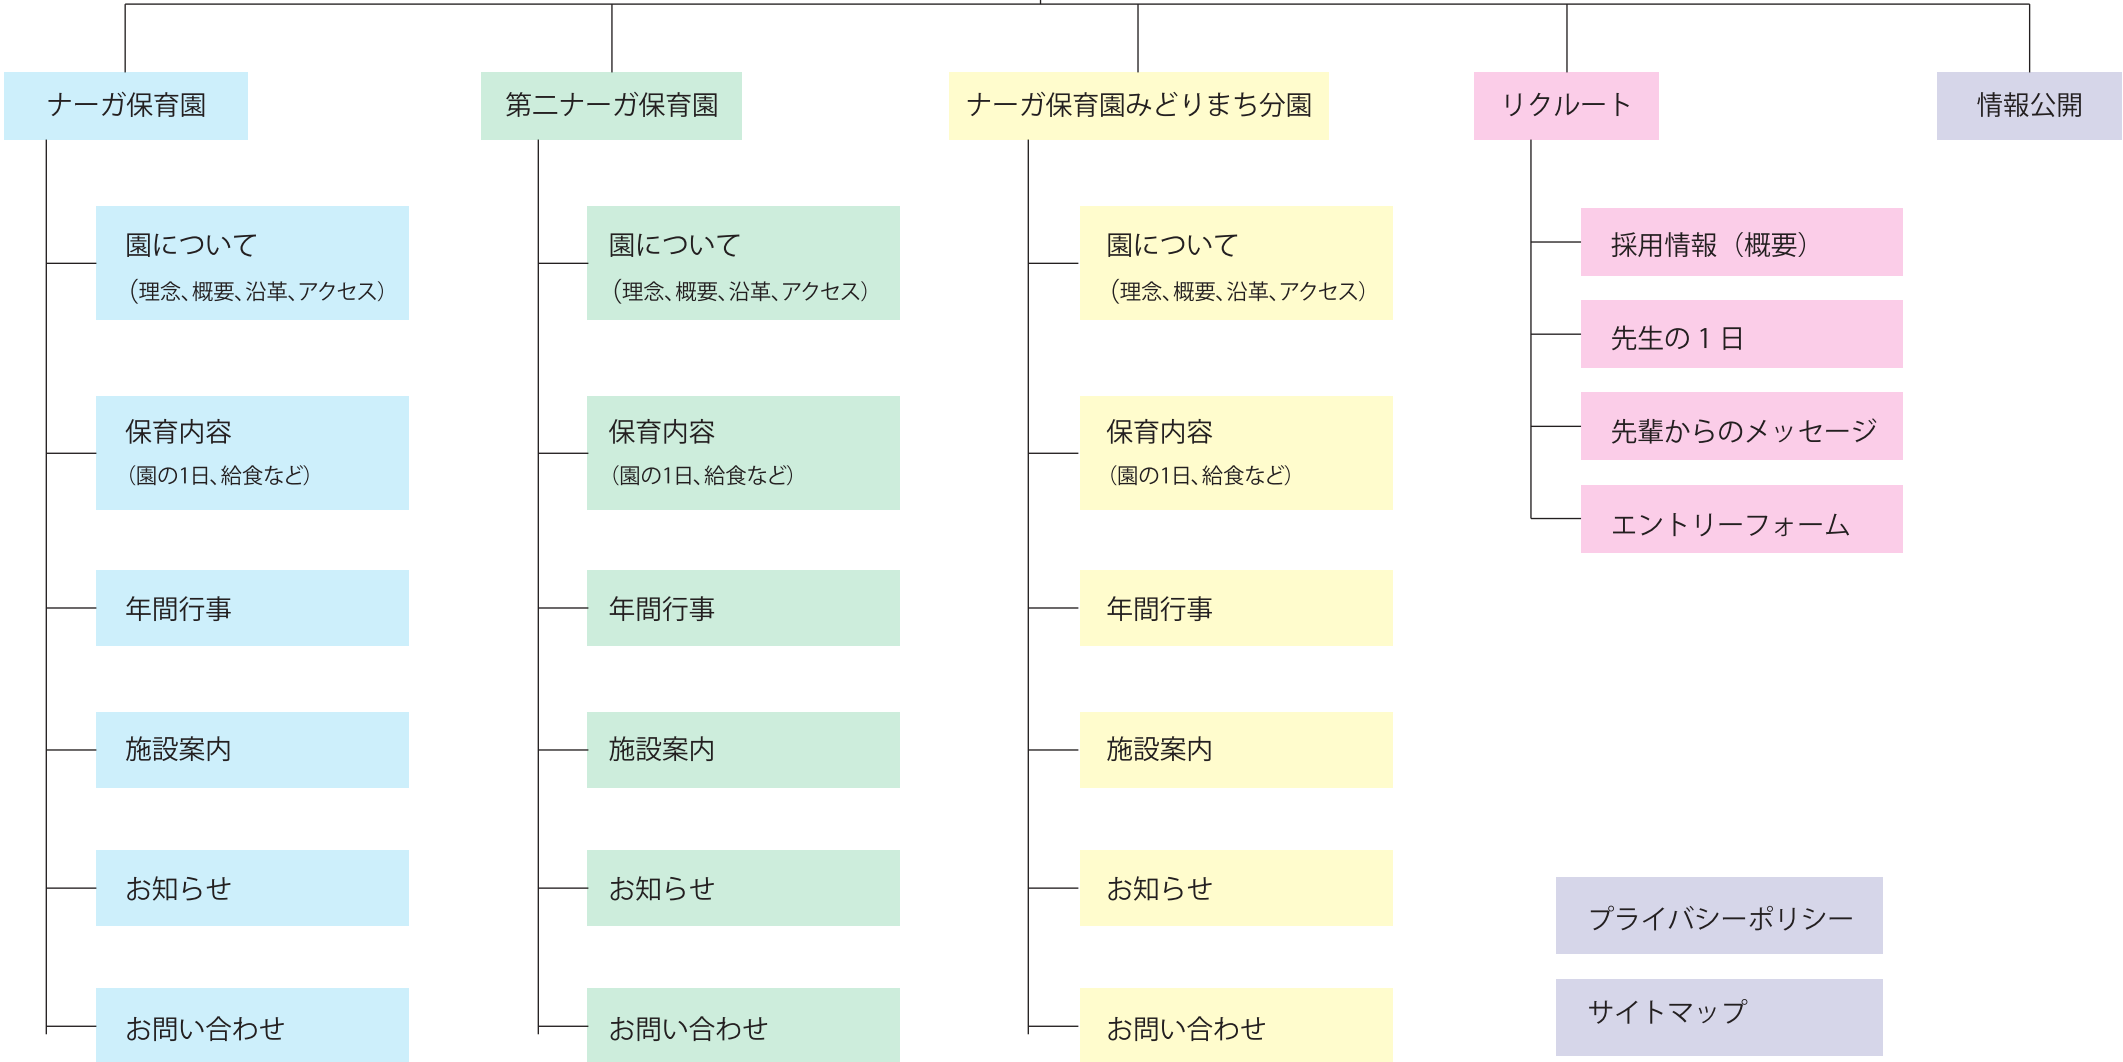 ナーガ保育園
園について
（理念、概要、沿革、アクセス）
保育内容
（園の1日、給食など）
年間行事
施設案内
お知らせ
お問い合わせ
第二ナーガ保育園
園について
（理念、概要、沿革、アクセス）
保育内容
（園の1日、給食など）
年間行事
施設案内
お知らせ
お問い合わせ
ナーガ保育園みどりまち分園
園について
（理念、概要、沿革、アクセス）
保育内容
（園の1日、給食など）
年間行事
施設案内
お知らせ
お問い合わせ
リクルート
採用情報（概要）
先生の１日
先輩からのメッセージ
エントリーフォーム
情報公開
プライバシーポリシー
サイトマップ